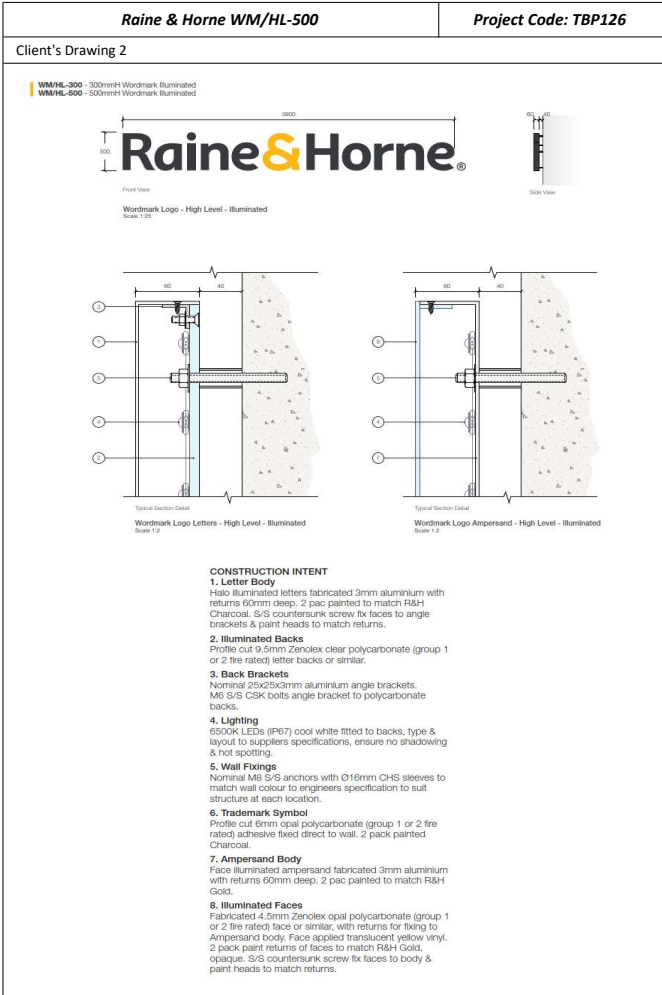 Raine & Horne WM/HL-500
Project Code: TBP126
Client's Drawing 2
WM/HL-300 - 300mmH Wordmark Illuminated
WM/HL-500 - 500mmH Wordmark Illuminated
3900
60 40
500
Raine&Horne®
Front View
Side View
Wordmark Logo - High Level - Illuminated
Scale 1:25
60 40
60 40
3
1
5
4
2
8
5
4
7
Typical Section Detail
Wordmark Logo Letters - High Level - Illuminated
Scale 1:2
Typical Section Detail
Wordmark Logo Ampersand - High Level - Illuminated
Scale 1:2
CONSTRUCTION INTENT
1. Letter Body
Halo illuminated letters fabricated 3mm aluminium with
returns 60mm deep. 2 pac painted to match R&H
Charcoal. S/S countersunk screw fix faces to angle
brackets & paint heads to match returns.
2. Illuminated Backs
Profile cut 9.5mm Zenolex clear polycarbonate (group 1
or 2 fire rated) letter backs or similar.
3. Back Brackets
Nominal 25x25x3mm aluminium angle brackets.
M6 S/S CSK bolts angle bracket to polycarbonate
backs.
4. Lighting
6500K LEDs (IP67) cool white fitted to backs, type &
layout to suppliers specifications, ensure no shadowing
& hot spotting.
5. Wall Fixings
Nominal M8 S/S anchors with Ø16mm CHS sleeves to
match wall colour to engineers specification to suit
structure at each location.
6. Trademark Symbol
Profile cut 6mm opal polycarbonate (group 1 or 2 fire
rated) adhesive fixed direct to wall. 2 pack painted
Charcoal.
7. Ampersand Body
Face illuminated ampersand fabricated 3mm aluminium
with returns 60mm deep. 2 pac painted to match R&H
Gold.
8. Illuminated Faces
Fabricated 4.5mm Zenolex opal polycarbonate (group 1
or 2 fire rated) face or similar, with returns for fixing to
Ampersand body. Face applied translucent yellow vinyl.
2 pack paint returns of faces to match R&H Gold,
opaque. S/S countersunk screw fix faces to body &
paint heads to match returns.